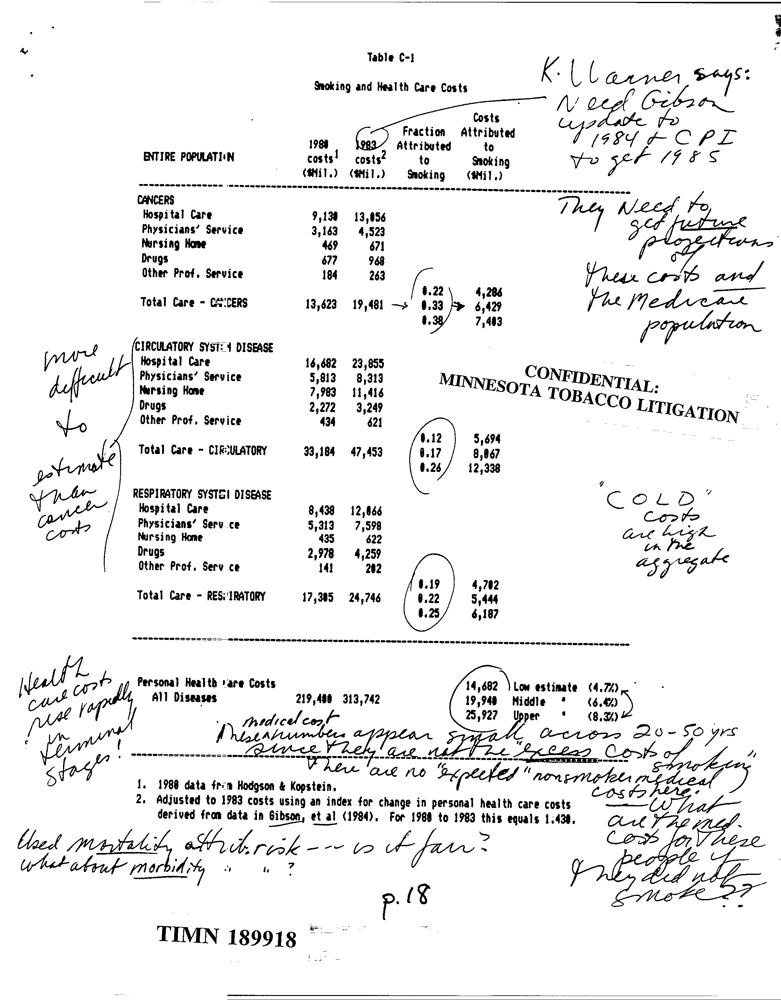 Table C-1
Smoking and Health Care Costs
K. Warner says:
Need Gibson
update to
1984 + CPI
to get 1985
ENTIRE POPULATION
1980 costs1 ($Mil.)
1983 costs2 ($Mil.)
Fraction Attributed to Smoking
Costs Attributed to Smoking ($Mil.)
They Need to
get future
projections
of
these costs and
the Medicare
population
CANCERS
Hospital Care 9,130 13,056
Physicians' Service 3,163 4,523
Nursing Home 469 671
Drugs 677 968
Other Prof. Service 184 263
0.22 4,286
Total Care - CANCERS 13,623 19,481 → 0.33 → 6,429
0.38 7,403
more
difficult
to
estimate
than
cancer
costs
CIRCULATORY SYSTEM DISEASE
Hospital Care 16,682 23,855
Physicians' Service 5,813 8,313
Nursing Home 7,983 11,416
Drugs 2,272 3,249
Other Prof. Service 434 621
0.12 5,694
Total Care - CIRCULATORY 33,184 47,453 0.17 8,067
0.26 12,338
CONFIDENTIAL:
MINNESOTA TOBACCO LITIGATION
RESPIRATORY SYSTEM DISEASE
Hospital Care 8,438 12,066
Physicians' Serv ce 5,313 7,598
Nursing Home 435 622
Drugs 2,978 4,259
Other Prof. Serv ce 141 202
0.19 4,702
Total Care - RESPIRATORY 17,305 24,746 0.22 5,444
0.25 6,187
"COLD"
costs
are high
in the
aggregate
Health
care costs
rise rapidly
in
terminal
stages!
Personal Health Care Costs
All Diseases 219,400 313,742
14,682 Low estimate (4.7%)
19,940 Middle " (6.4%)
25,927 Upper " (8.3%)
medical cost
These numbers appear small across 20-50 yrs
since they are not the "excess costs of smoking"
There are no "expected" nonsmoker medical
costs here.
What
are the med.
costs for these
people if
they did not
smoke??
1. 1980 data from Hodgson & Kopstein.
2. Adjusted to 1983 costs using an index for change in personal health care costs
derived from data in Gibson, et al (1984). For 1980 to 1983 this equals 1.430.
Used mortality attrib. risk --- is it fair?
what about morbidity " " ?
p. 18
TIMN 189918